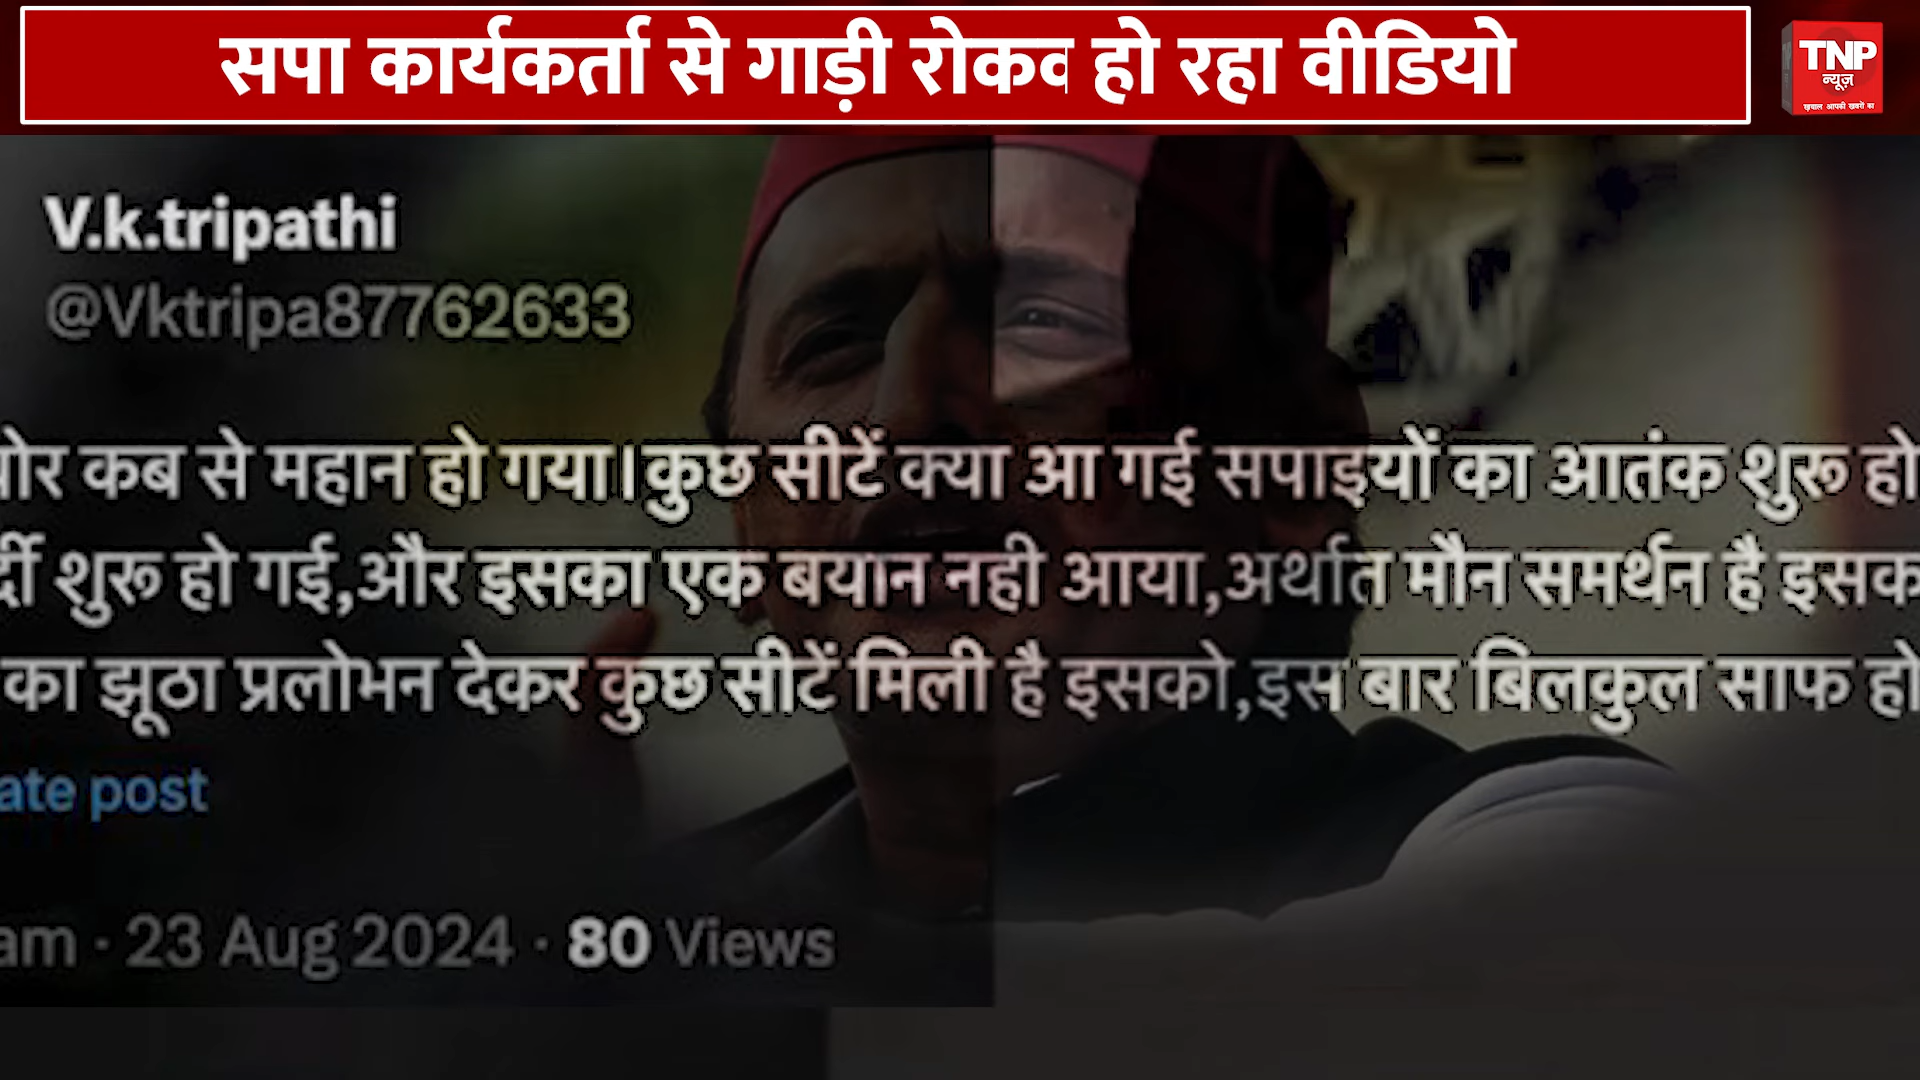 सपा कार्यकर्ता से गाड़ी रोकव हो रहा वीडियो
TNP
न्यूज़
ख़याल आपकी खबरों का
V.k.tripathi
@Vktripa87762633
कब से महान हो गया।कुछ सीटें क्या आ गई सपाइयों का आतंक शुरू हो
शुरू हो गई,और इसका एक बयान नही आया,अर्थात मौन समर्थन है इसक
का झूठा प्रलोभन देकर कुछ सीटें मिली है इसको,इस बार बिलकुल साफ हो
ate post
am · 23 Aug 2024 · 80 Views